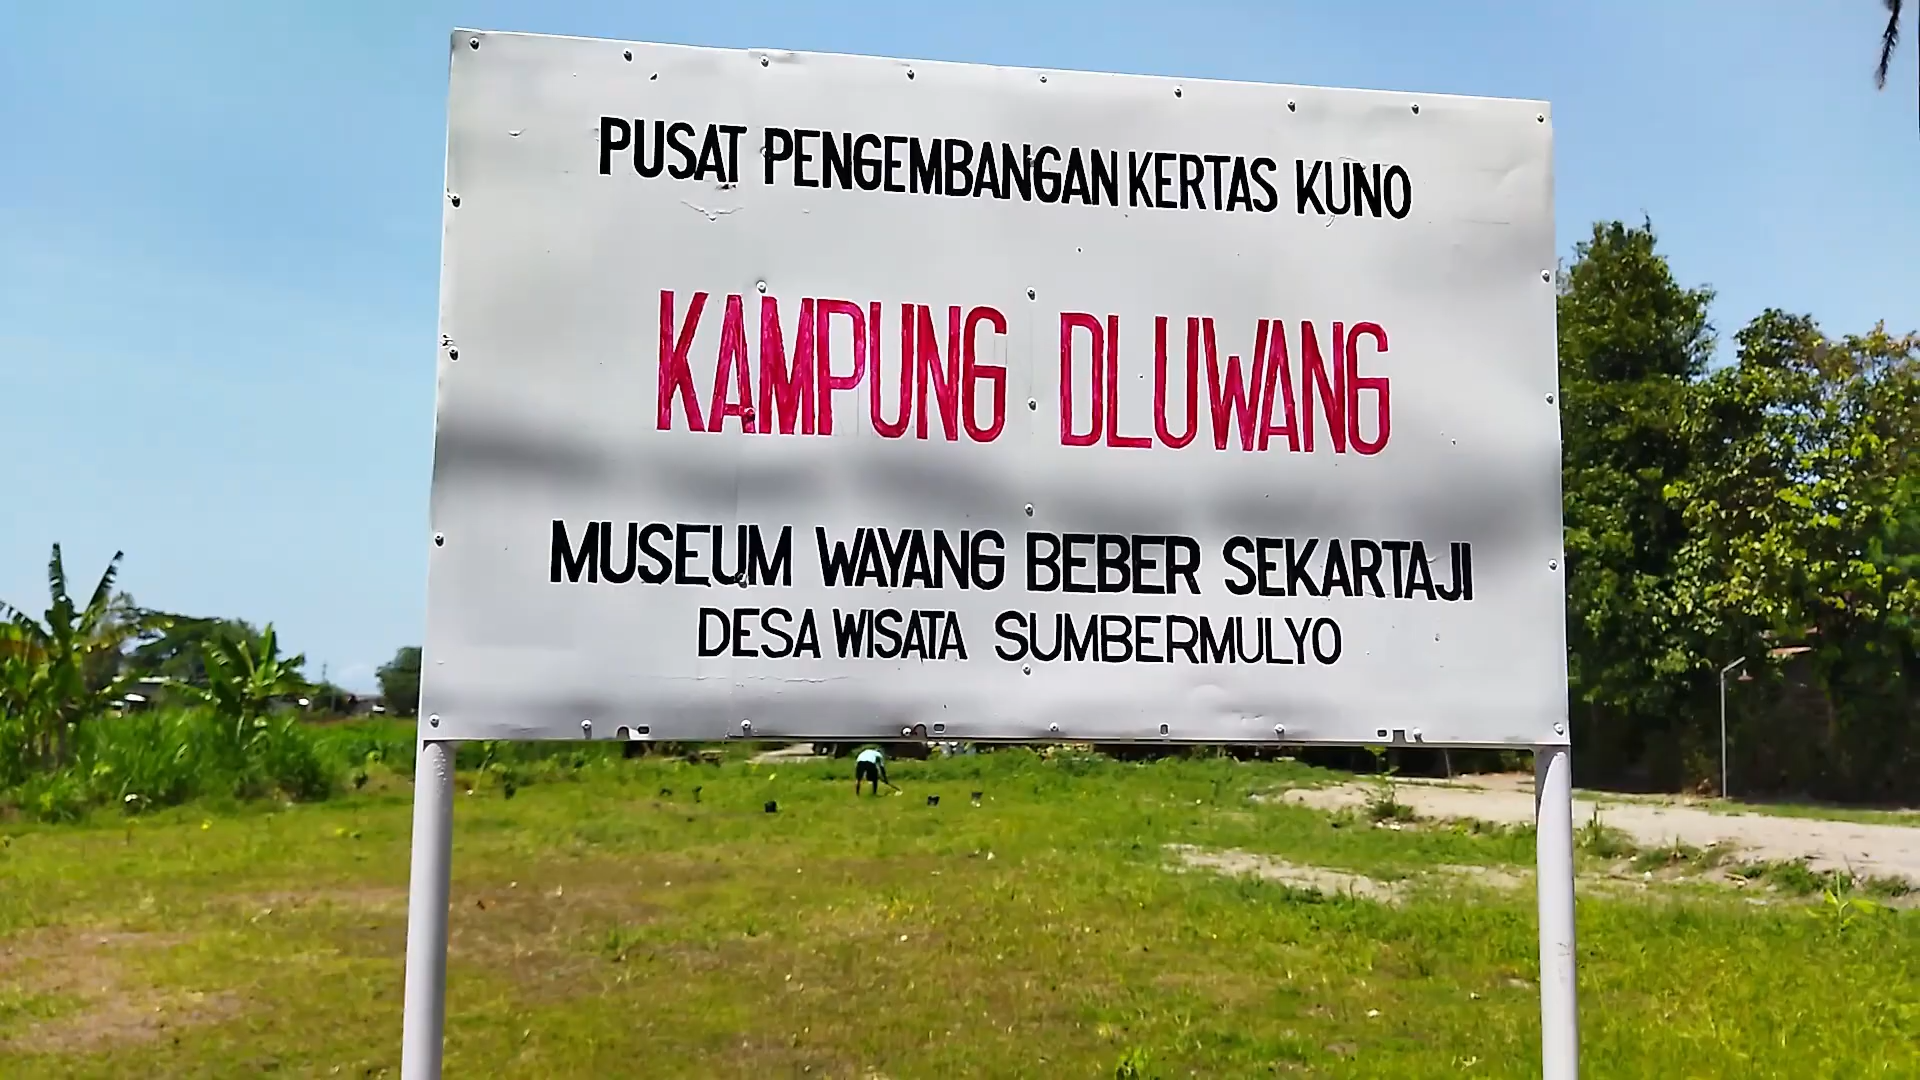 PUSAT PENGEMBANGAN KERTAS KUNO
KAMPUNG DLUWANG
MUSEUM WAYANG BEBER SEKARTAJI
DESA WISATA SUMBERMULYO